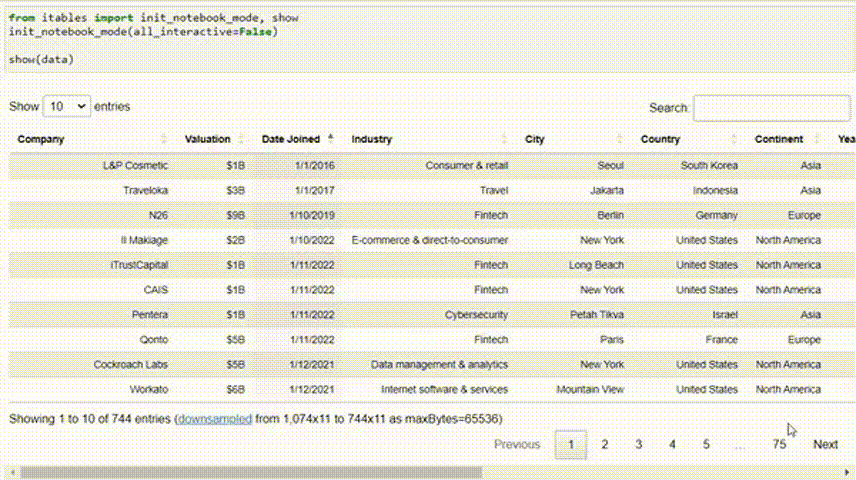 from itables import init_notebook_mode, show
init_notebook_mode(all_interactive=False)
show(data)
Show 10 entries Search:
Company Valuation Date Joined Industry City Country Continent Yea
L&P Cosmetic $1B 1/1/2016 Consumer & retail Seoul South Korea Asia
Traveloka $3B 1/1/2017 Travel Jakarta Indonesia Asia
N26 $9B 1/10/2019 Fintech Berlin Germany Europe
Il Makiage $2B 1/10/2022 E-commerce & direct-to-consumer New York United States North America
iTrustCapital $1B 1/11/2022 Fintech Long Beach United States North America
CAIS $1B 1/11/2022 Fintech New York United States North America
Pentera $1B 1/11/2022 Cybersecurity Petah Tikva Israel Asia
Qonto $5B 1/11/2022 Fintech Paris France Europe
Cockroach Labs $5B 1/12/2021 Data management & analytics New York United States North America
Workato $6B 1/12/2021 Internet software & services Mountain View United States North America
Showing 1 to 10 of 744 entries (downsampled from 1,074x11 to 744x11 as maxBytes=65536)
Previous 1 2 3 4 5 … 75 Next